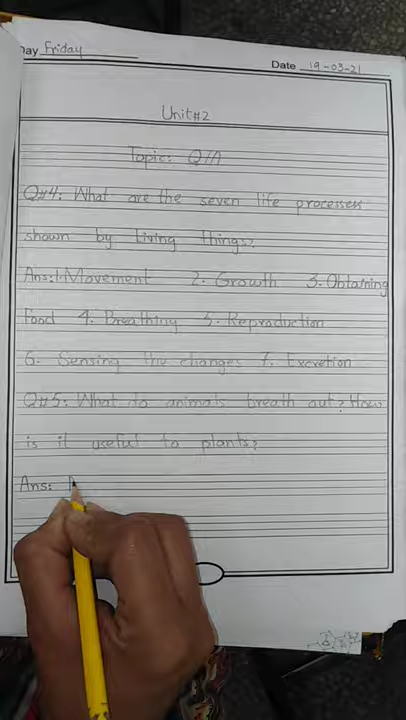 Day Friday
Date 19-03-21
Unit#2
Topic: Q/A
Q#4: What are the seven life processes
shown by living things?
Ans:1.Movement 2. Growth 3. Obtaining
Food 4. Breathing 5. Reproduction
6. Sensing the changes 7. Excretion
Q#5: What do animals breath out? How
is it useful to plants?
Ans: